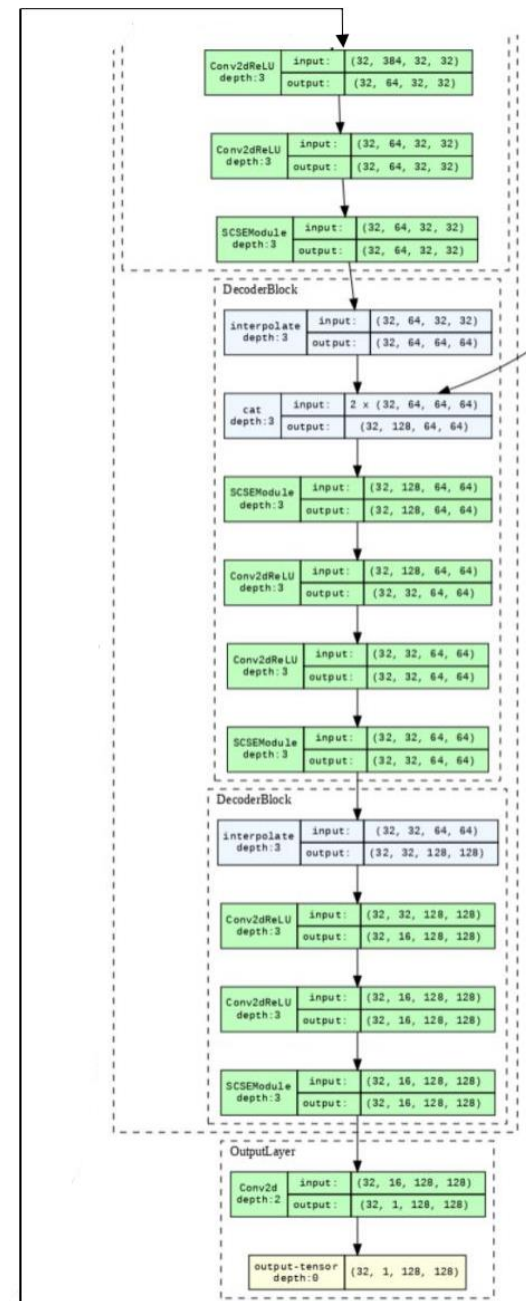 Conv2dReLU depth:3 input: (32, 384, 32, 32) output: (32, 64, 32, 32)
Conv2dReLU depth:3 input: (32, 64, 32, 32) output: (32, 64, 32, 32)
SCSEModule depth:3 input: (32, 64, 32, 32) output: (32, 64, 32, 32)
DecoderBlock
interpolate depth:3 input: (32, 64, 32, 32) output: (32, 64, 64, 64)
cat depth:3 input: 2 x (32, 64, 64, 64) output: (32, 128, 64, 64)
SCSEModule depth:3 input: (32, 128, 64, 64) output: (32, 128, 64, 64)
Conv2dReLU depth:3 input: (32, 128, 64, 64) output: (32, 32, 64, 64)
Conv2dReLU depth:3 input: (32, 32, 64, 64) output: (32, 32, 64, 64)
SCSEModule depth:3 input: (32, 32, 64, 64) output: (32, 32, 64, 64)
DecoderBlock
interpolate depth:3 input: (32, 32, 64, 64) output: (32, 32, 128, 128)
Conv2dReLU depth:3 input: (32, 32, 128, 128) output: (32, 16, 128, 128)
Conv2dReLU depth:3 input: (32, 16, 128, 128) output: (32, 16, 128, 128)
SCSEModule depth:3 input: (32, 16, 128, 128) output: (32, 16, 128, 128)
OutputLayer
Conv2d depth:2 input: (32, 16, 128, 128) output: (32, 1, 128, 128)
output-tensor depth:0 (32, 1, 128, 128)